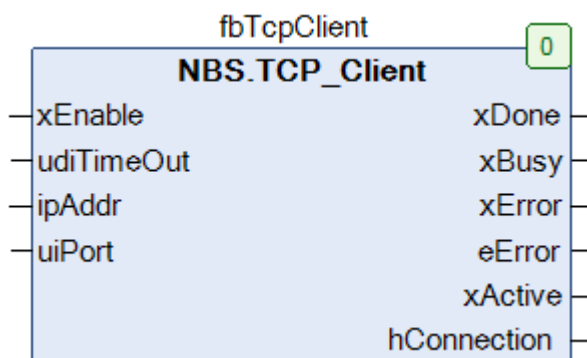 fbTcpClient
0
NBS.TCP_Client
xEnable xDone
udiTimeOut xBusy
ipAddr xError
uiPort eError
xActive
hConnection